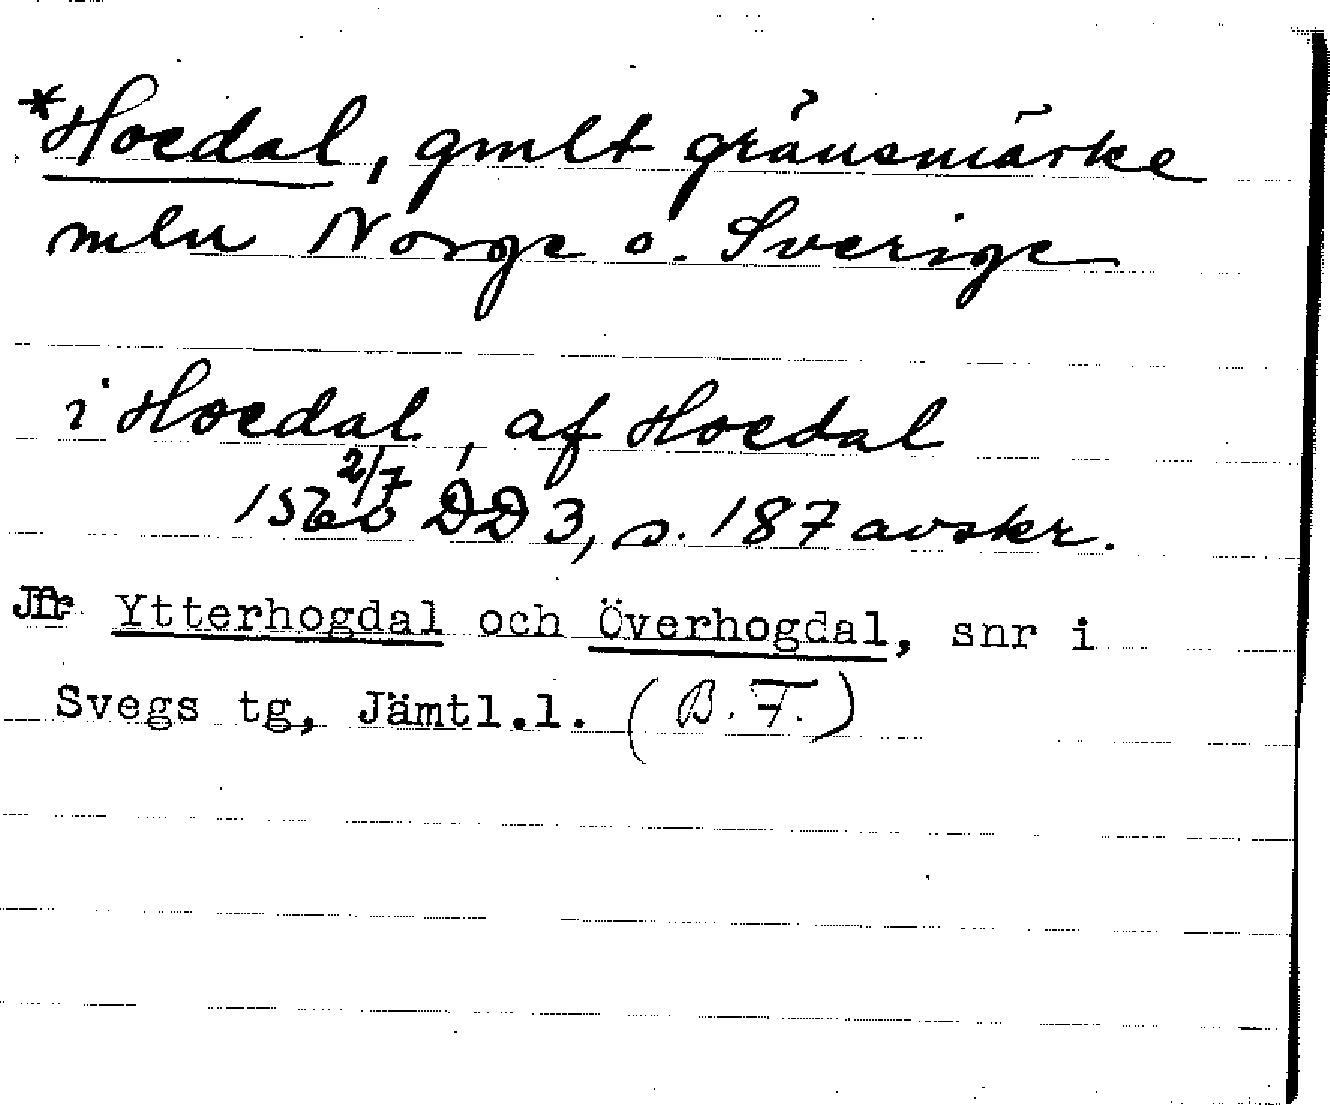 *Hoedal, gmlt gränsmärke
mln Norge o. Sverige
i Hoedal, af Hoedal
2/7
DD 3, s. 187 avskr.
Jfr Ytterhogdal och Överhogdal, snr i
Svegs tg, Jämtl.l. (B.F.)